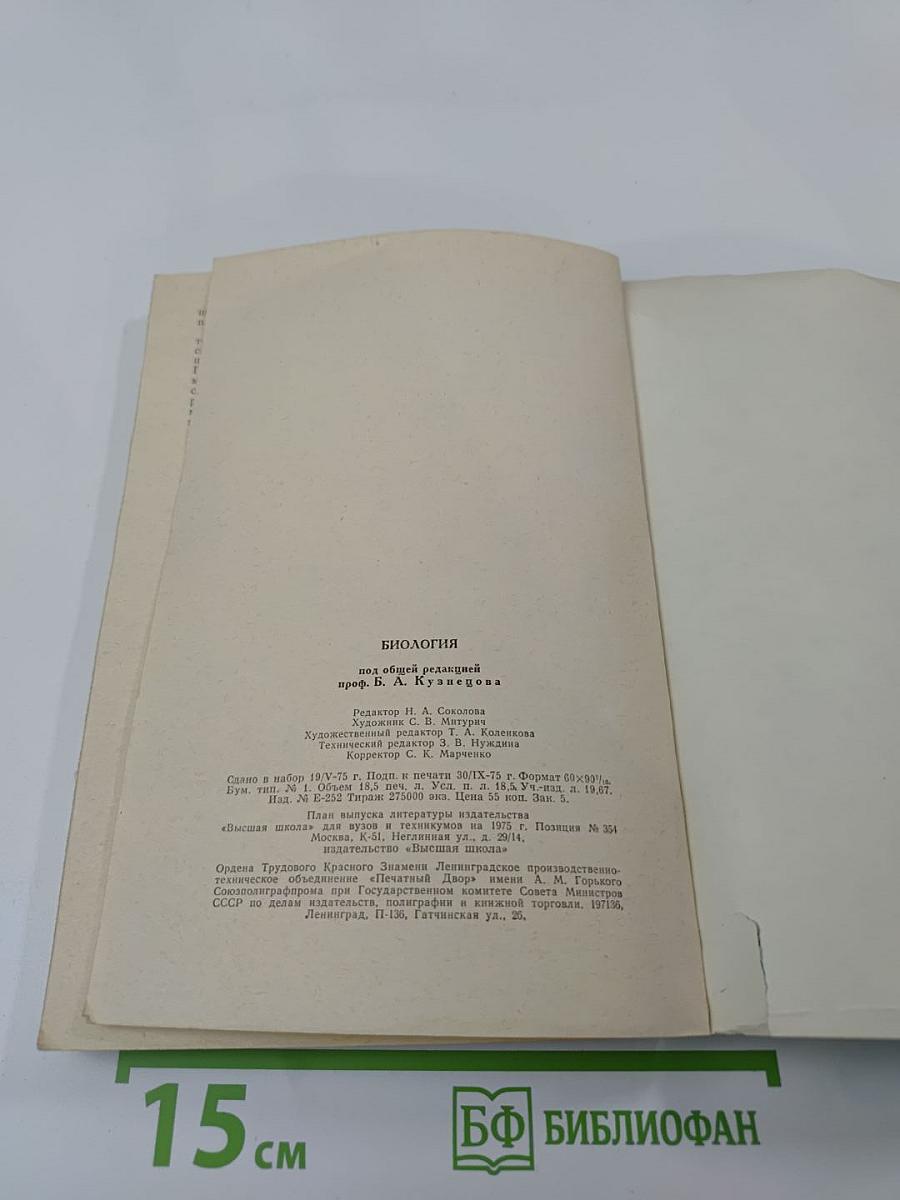 БИОЛОГИЯ
под общей редакцией
проф. Б. А. Кузнецова
Редактор Н. А. Соколова
Художник С. В. Митурич
Художественный редактор Т. А. Коленкова
Технический редактор З. В. Нуждина
Корректор С. К. Марченко
Сдано в набор 19/V-75 г. Подп. к печати 30/IX-75 г. Формат 60×90¹/₁₆.
Бум. тип. № 1. Объем 18,5 печ. л. Усл. п. л. 18,5. Уч.-изд. л. 19,67.
Изд. № Е-252 Тираж 275000 экз. Цена 55 коп. Зак. 5.
План выпуска литературы издательства
«Высшая школа» для вузов и техникумов на 1975 г. Позиция № 354
Москва, К-51, Неглинная ул., д. 29/14,
издательство «Высшая школа»
Ордена Трудового Красного Знамени Ленинградское производственно-
техническое объединение «Печатный Двор» имени А. М. Горького
Союзполиграфпрома при Государственном комитете Совета Министров
СССР по делам издательств, полиграфии и книжной торговли. 197136,
Ленинград, П-136, Гатчинская ул., 26.
15 см
БФ БИБЛИОФАН